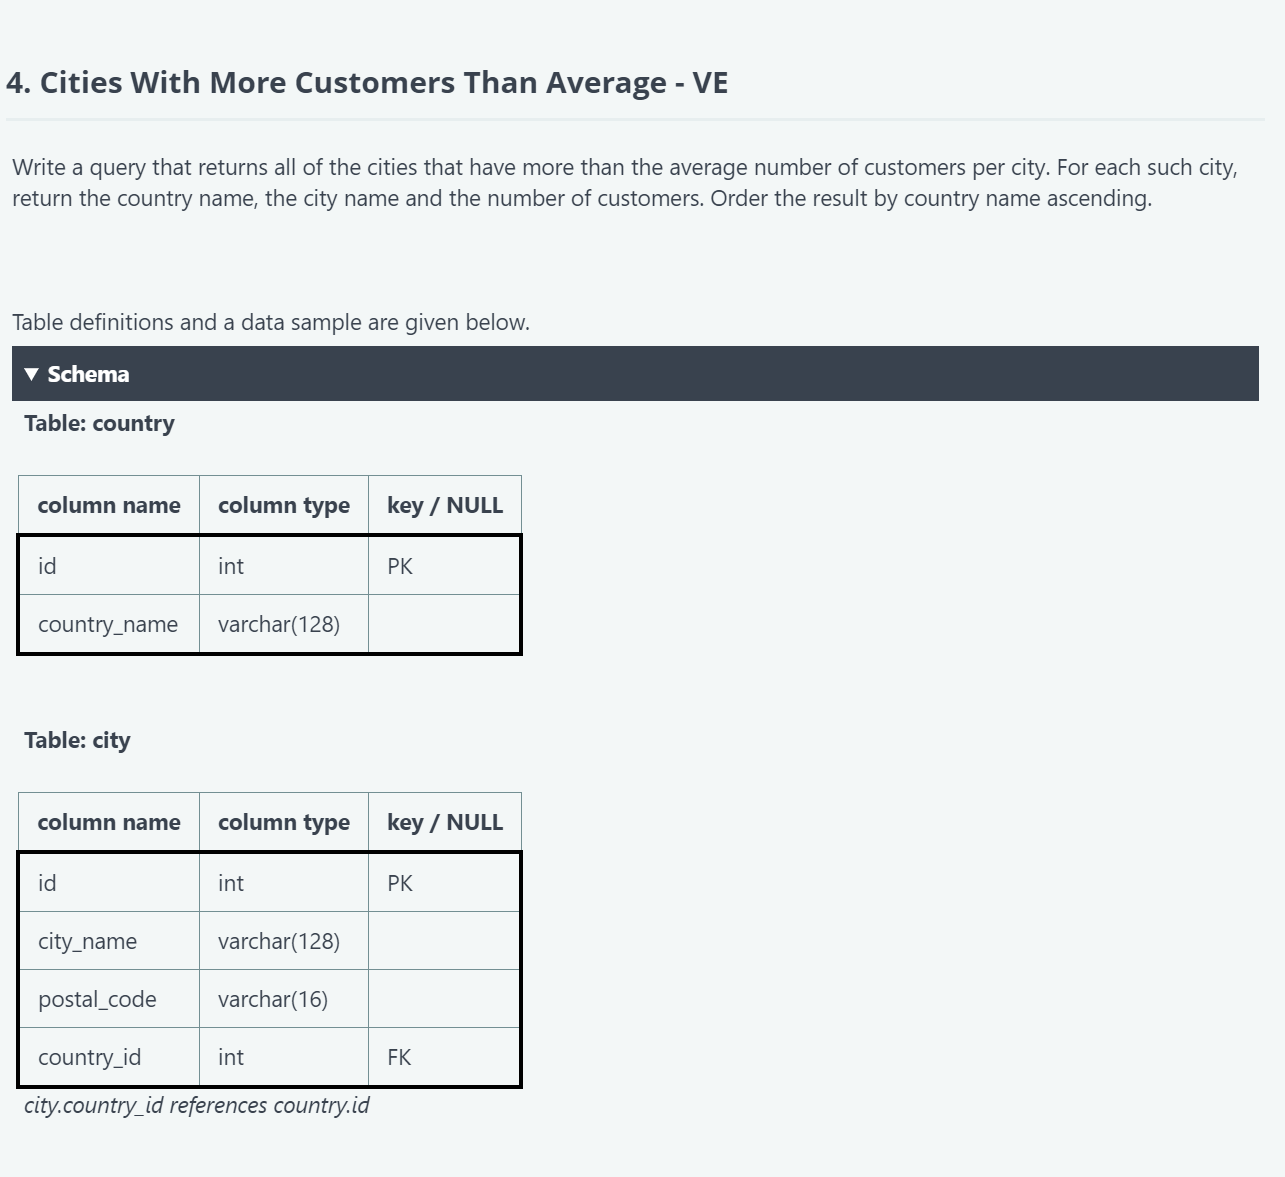 4. Cities With More Customers Than Average - VE
Write a query that returns all of the cities that have more than the average number of customers per city. For each such city,
return the country name, the city name and the number of customers. Order the result by country name ascending.
Table definitions and a data sample are given below.
▼ Schema
Table: country
column name column type key / NULL
id int PK
country_name varchar(128)
Table: city
column name column type key / NULL
id int PK
city_name varchar(128)
postal_code varchar(16)
country_id int FK
city.country_id references country.id